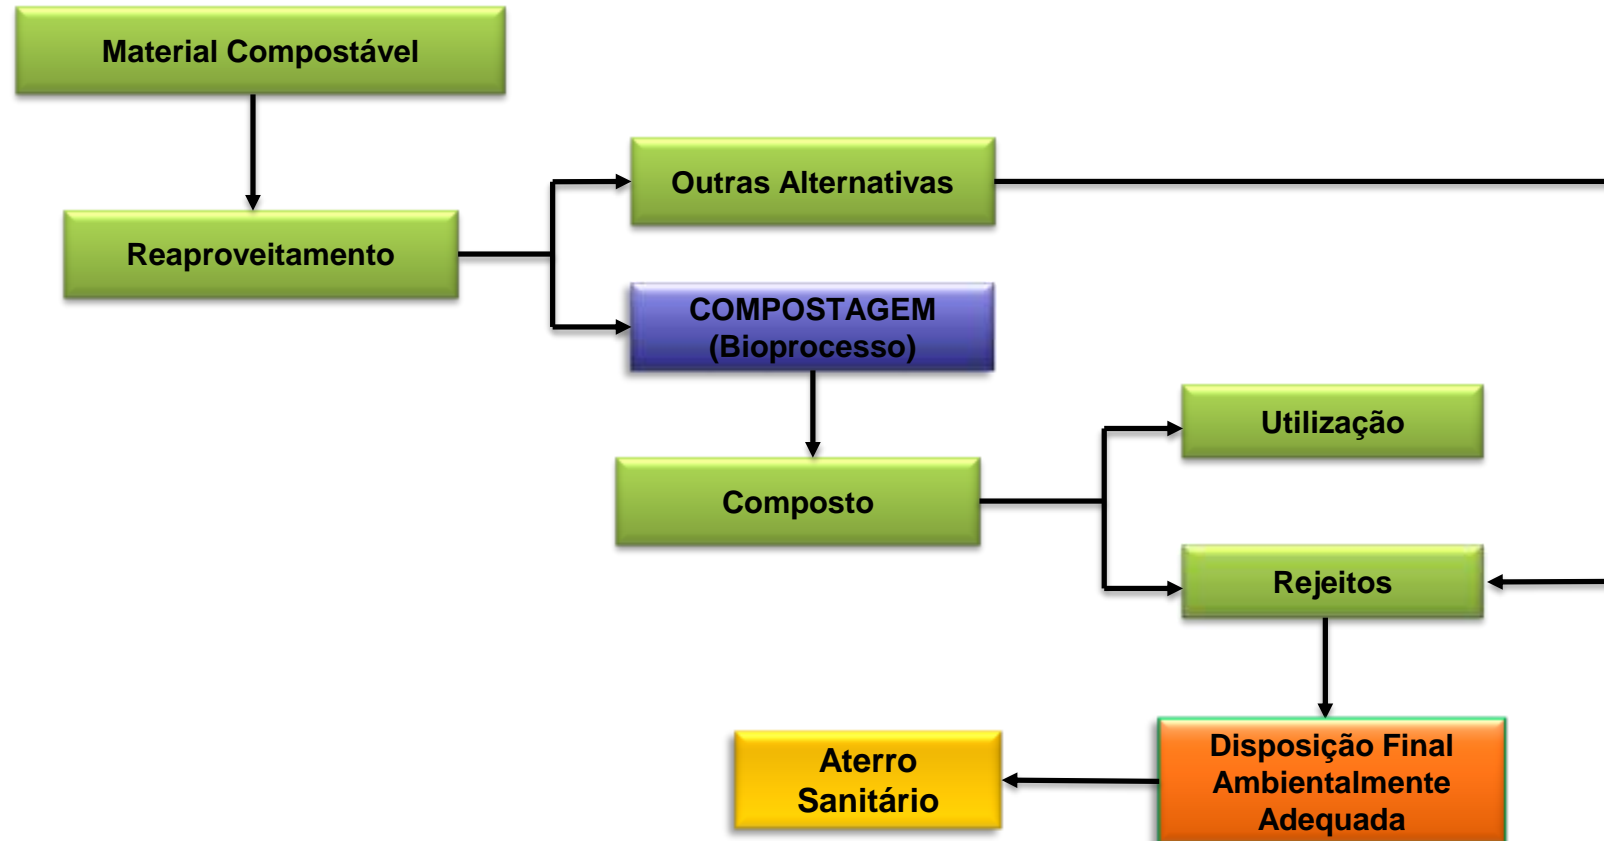 Material Compostável
Outras Alternativas
Reaproveitamento
COMPOSTAGEM
(Bioprocesso)
Utilização
Composto
Rejeitos
Disposição Final
Ambientalmente
Adequada
Aterro
Sanitário